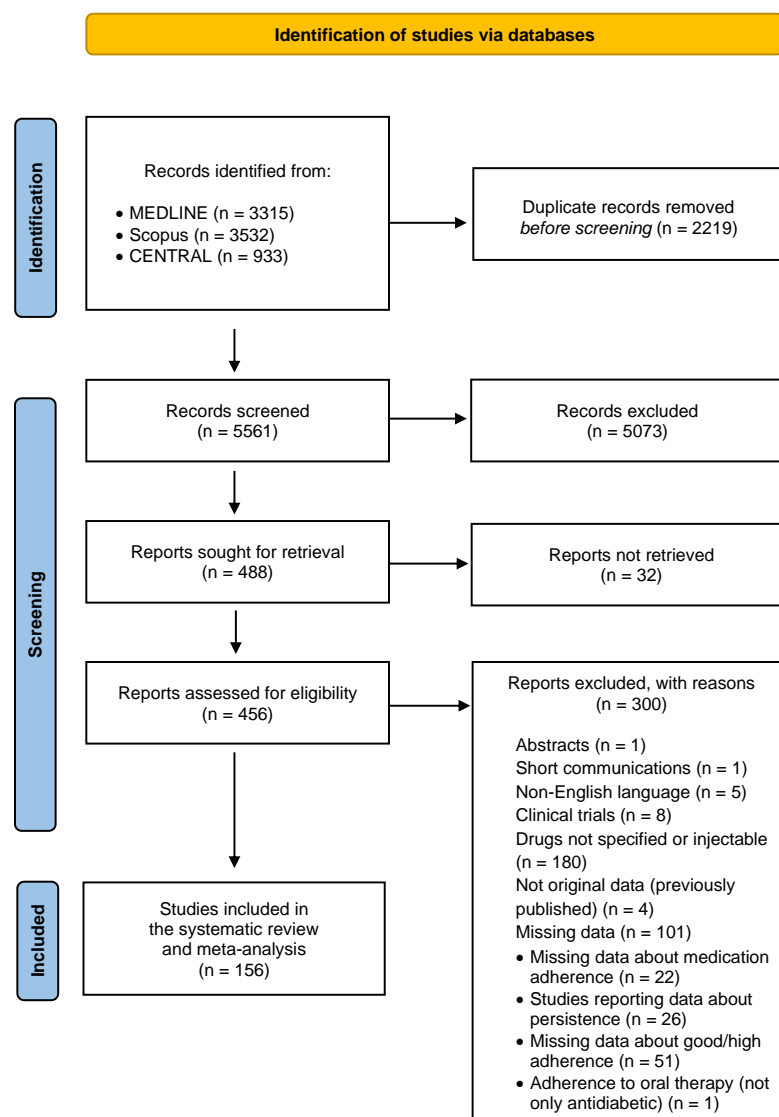 Identification of studies via databases
Identification
Records identified from:
• MEDLINE (n = 3315)
• Scopus (n = 3532)
• CENTRAL (n = 933)
Duplicate records removed
before screening (n = 2219)
Screening
Records screened
(n = 5561)
Records excluded
(n = 5073)
Reports sought for retrieval
(n = 488)
Reports not retrieved
(n = 32)
Reports assessed for eligibility
(n = 456)
Reports excluded, with reasons
(n = 300)
Abstracts (n = 1)
Short communications (n = 1)
Non-English language (n = 5)
Clinical trials (n = 8)
Drugs not specified or injectable
(n = 180)
Not original data (previously
published) (n = 4)
Missing data (n = 101)
• Missing data about medication
adherence (n = 22)
• Studies reporting data about
persistence (n = 26)
• Missing data about good/high
adherence (n = 51)
• Adherence to oral therapy (not
only antidiabetic) (n = 1)
Included
Studies included in
the systematic review
and meta-analysis
(n = 156)